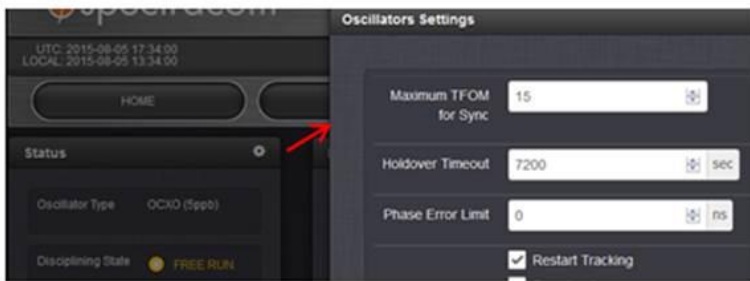 spectracom
Oscillators Settings
UTC: 2015-08-05 17:34:00
LOCAL: 2015-08-05 13:34:00
HOME
Maximum TFOM
for Sync
15
Status
Holdover Timeout
7200
sec
Oscillator Type
OCXO (5ppb)
Phase Error Limit
0
ns
Disciplining State
FREE RUN
Restart Tracking